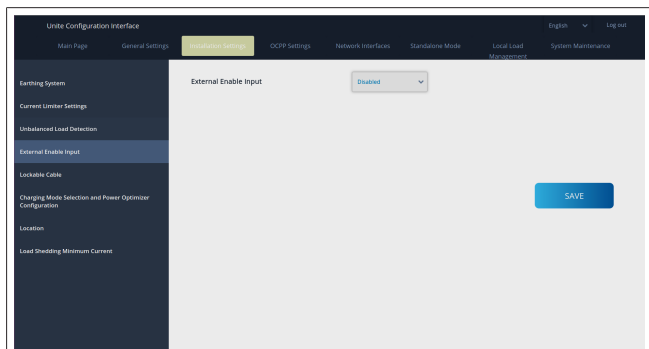 Unite Configuration Interface
English
Log out
Main Page
General Settings
Installation Settings
OCPP Settings
Network Interfaces
Standalone Mode
Local Load
Management
System Maintenance
Earthing System
Current Limiter Settings
Unbalanced Load Detection
External Enable Input
Lockable Cable
Charging Mode Selection and Power Optimizer
Configuration
Location
Load Shedding Minimum Current
External Enable Input
Disabled
SAVE